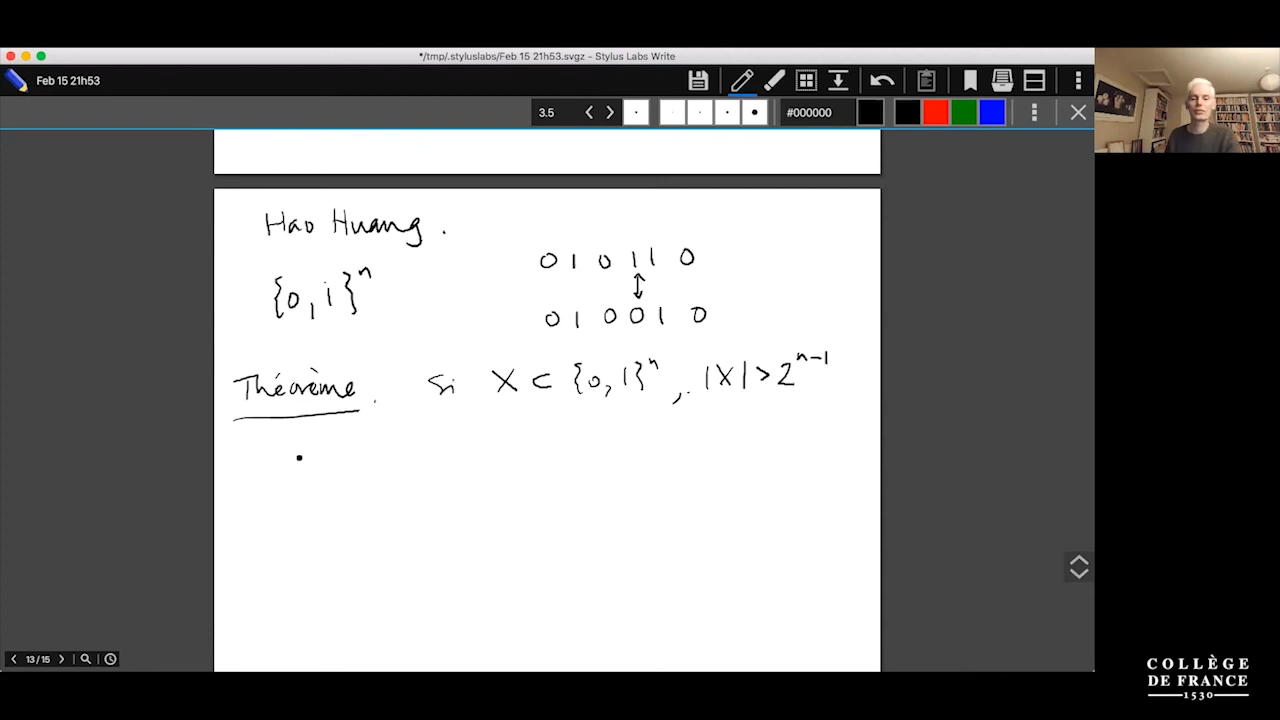 */tmp/.styluslabs/Feb 15 21h53.svgz - Stylus Labs Write
Feb 15 21h53
3.5
#000000
Hao Huang.
0 1 0 1 1 0
{0, 1}^n
0 1 0 0 1 0
Théorème. Si X ⊂ {0, 1}^n, |X| > 2^{n-1}
13/15
COLLÈGE
DE FRANCE
1530